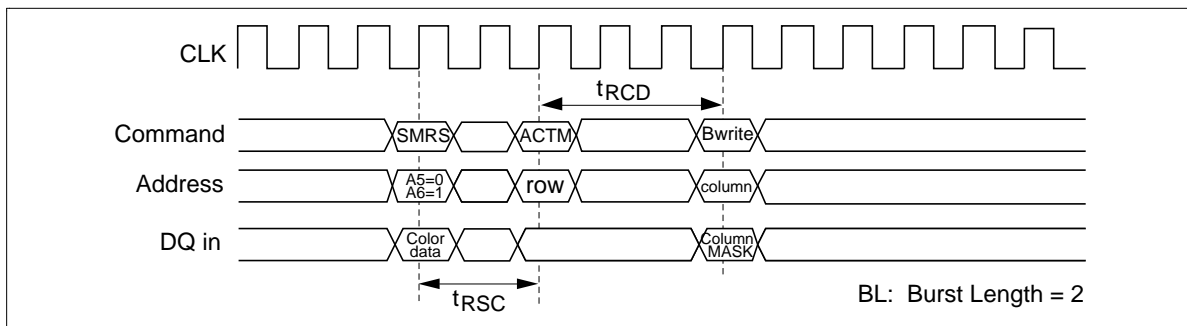 CLK
tRCD
Command
SMRS
ACTM
Bwrite
Address
A5=0
A6=1
row
column
DQ in
Color
data
Column
MASK
tRSC
BL: Burst Length = 2